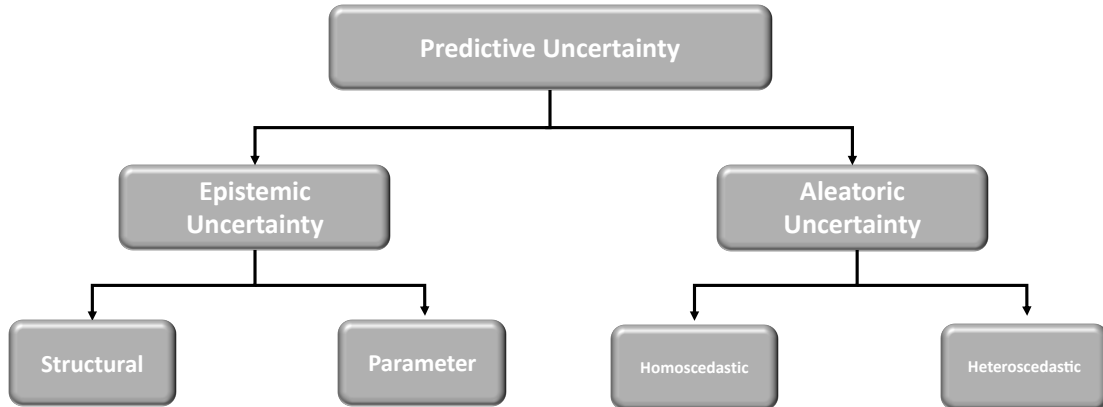 Predictive Uncertainty
Epistemic
Uncertainty
Aleatoric
Uncertainty
Structural
Parameter
Homoscedastic
Heteroscedastic